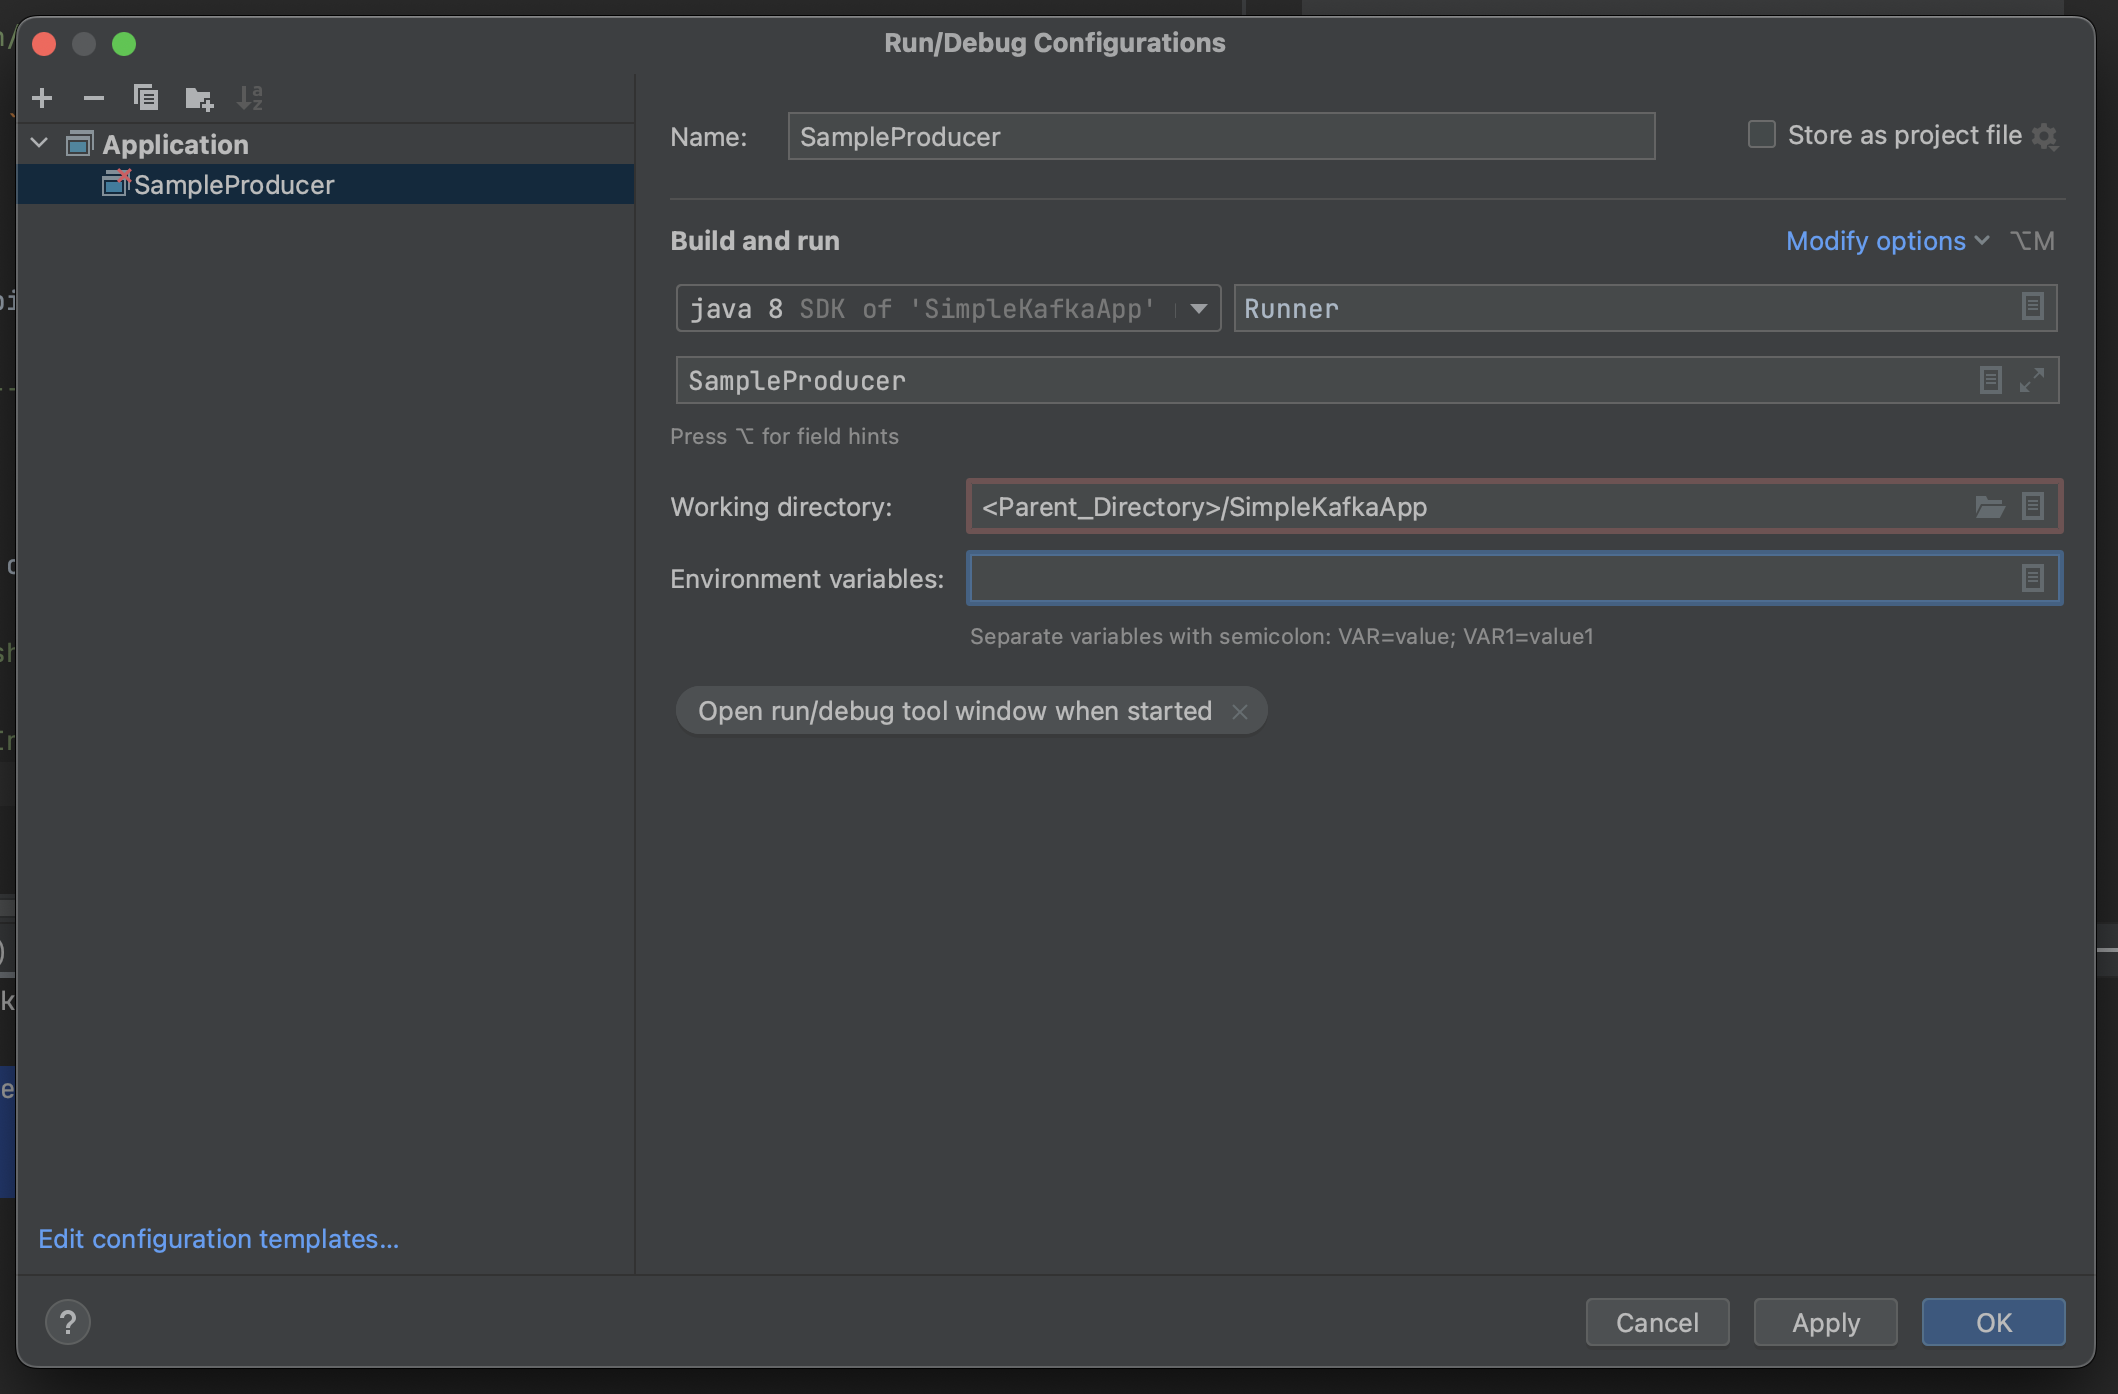 Run/Debug Configurations
Application
SampleProducer
Edit configuration templates...
Name:
SampleProducer
Store as project file
Build and run
Modify options
⌥M
java 8 SDK of 'SimpleKafkaApp'
Runner
SampleProducer
Press ⌥ for field hints
Working directory:
<Parent_Directory>/SimpleKafkaApp
Environment variables:
Separate variables with semicolon: VAR=value; VAR1=value1
Open run/debug tool window when started
?
Cancel
Apply
OK